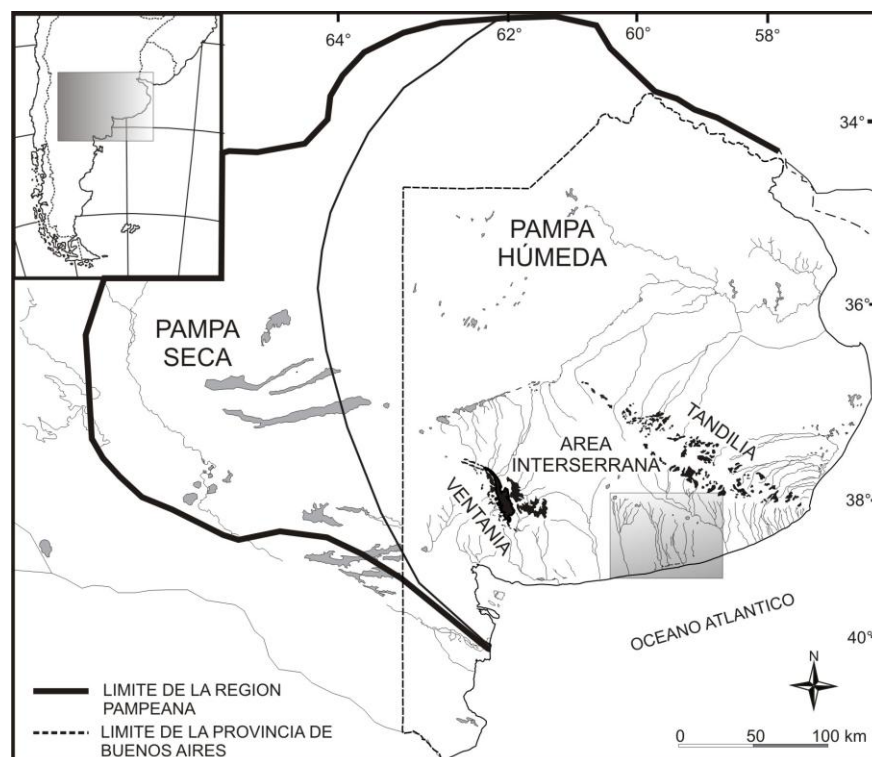 64
62°
60°
58°
34°
PAMPA
HÚMEDA
36°
PAMPA
SECA
TANDILIA
AREA
INTERSERRANA
VENTANIA
38°
OCEANO ATLANTICO
40°
N
LIMITE DE LA REGION
PAMPEANA
LIMITE DE LA PROVINCIA DE
BUENOS AIRES
0 50 100 km